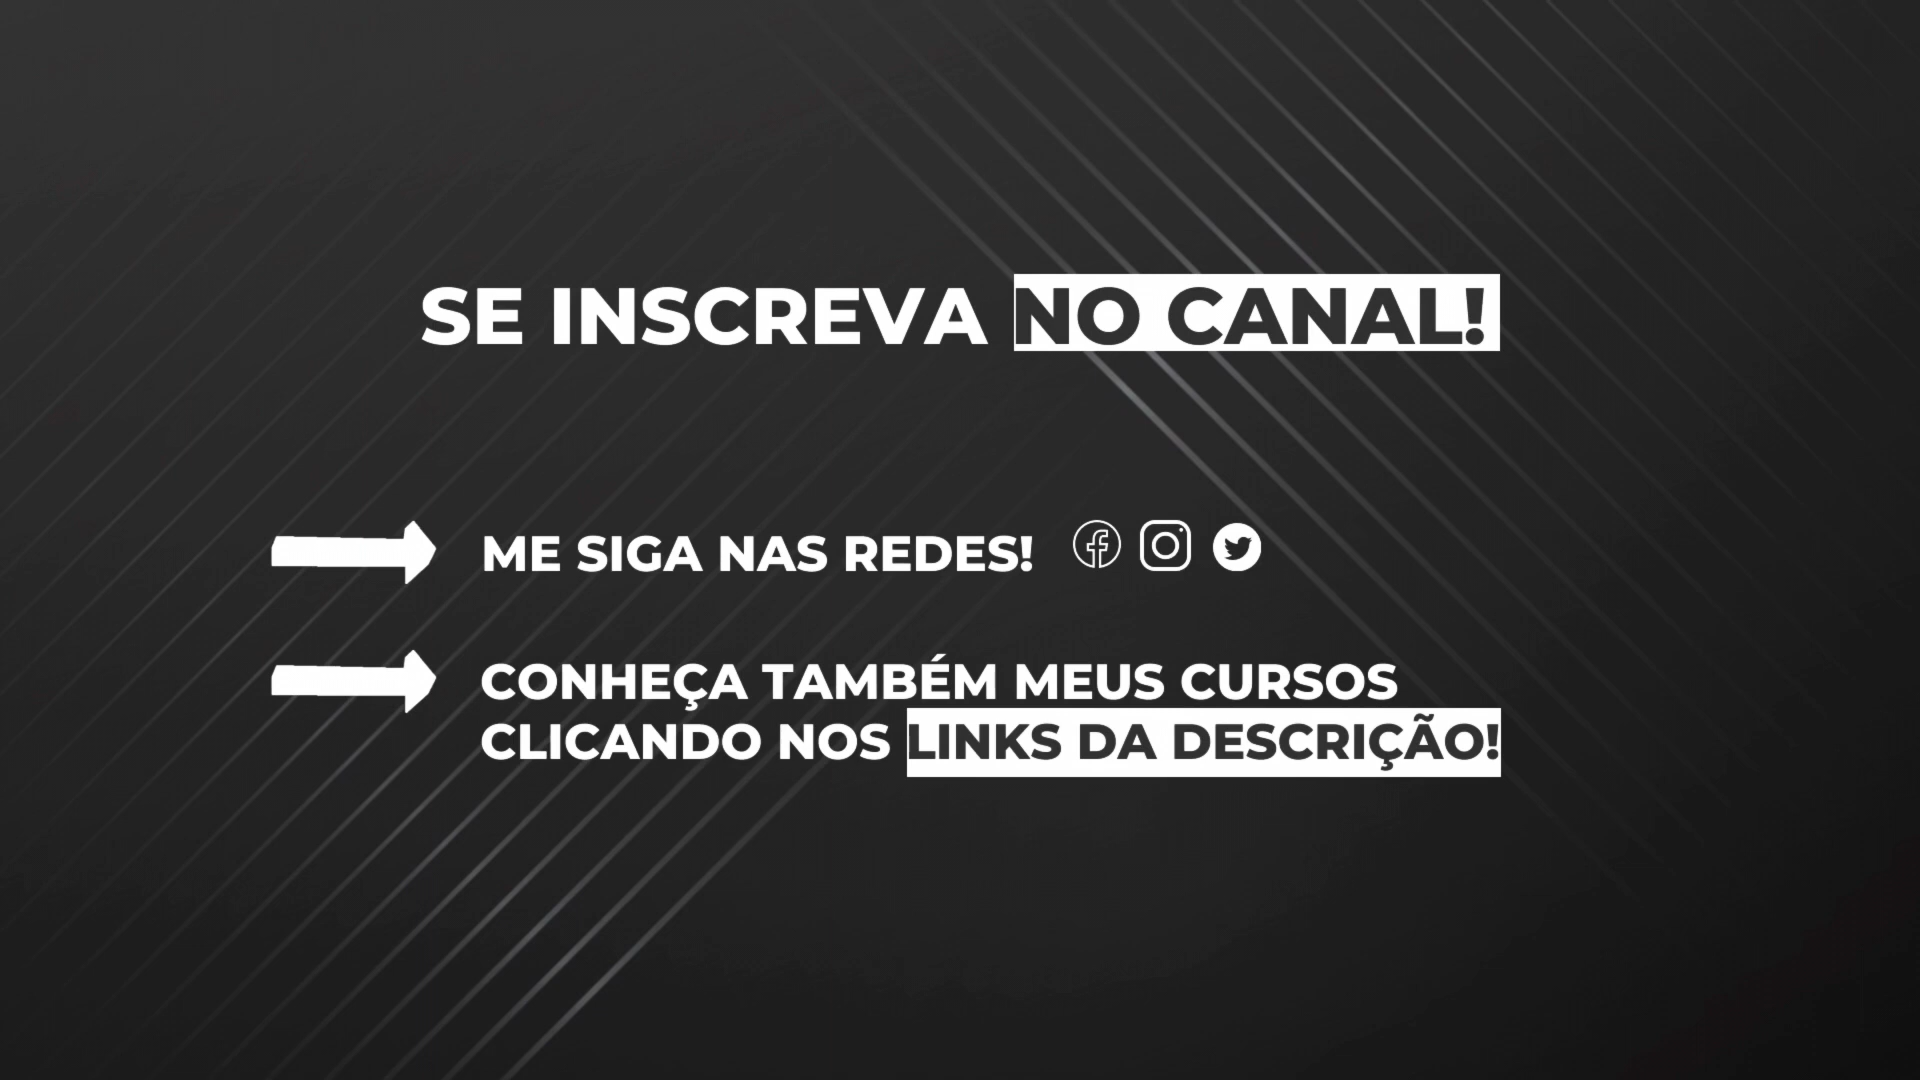 SE INSCREVA NO CANAL!
ME SIGA NAS REDES!
CONHEÇA TAMBÉM MEUS CURSOS
CLICANDO NOS LINKS DA DESCRIÇÃO!